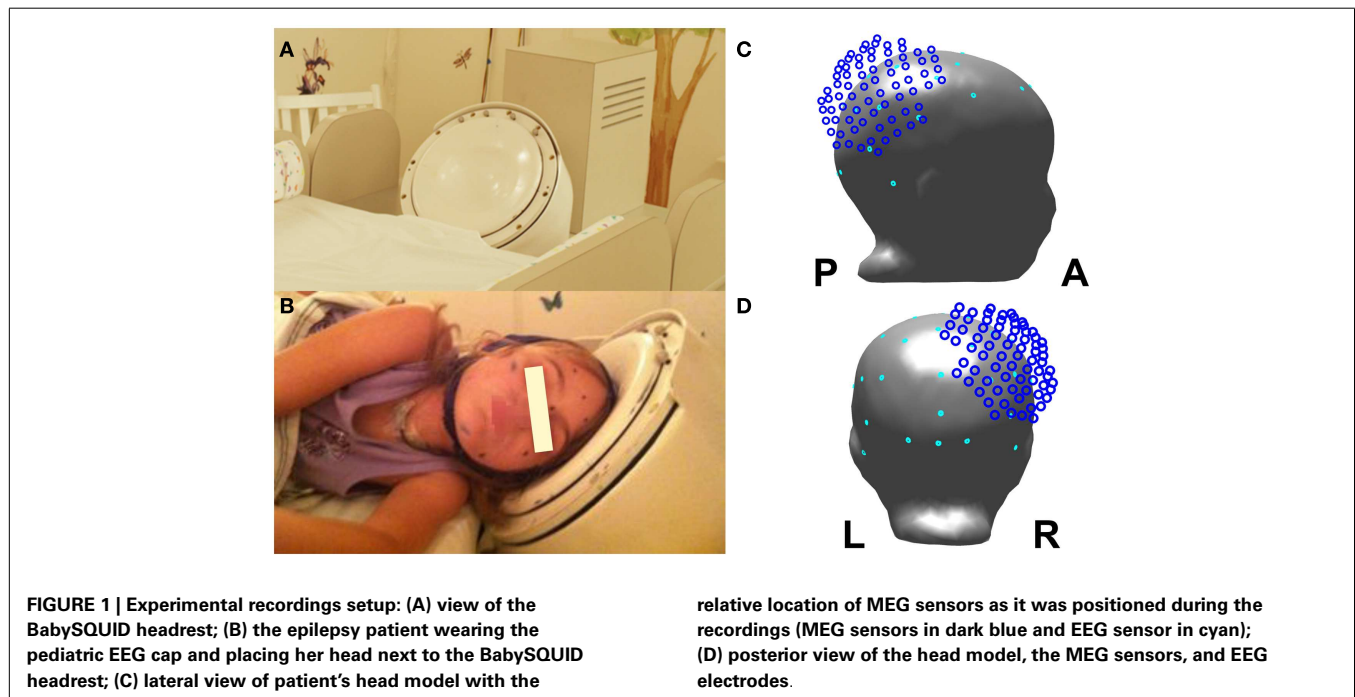 A
B
C
P
A
D
L
R
FIGURE 1 | Experimental recordings setup: (A) view of the
BabySQUID headrest; (B) the epilepsy patient wearing the
pediatric EEG cap and placing her head next to the BabySQUID
headrest; (C) lateral view of patient's head model with the
relative location of MEG sensors as it was positioned during the
recordings (MEG sensors in dark blue and EEG sensor in cyan);
(D) posterior view of the head model, the MEG sensors, and EEG
electrodes.